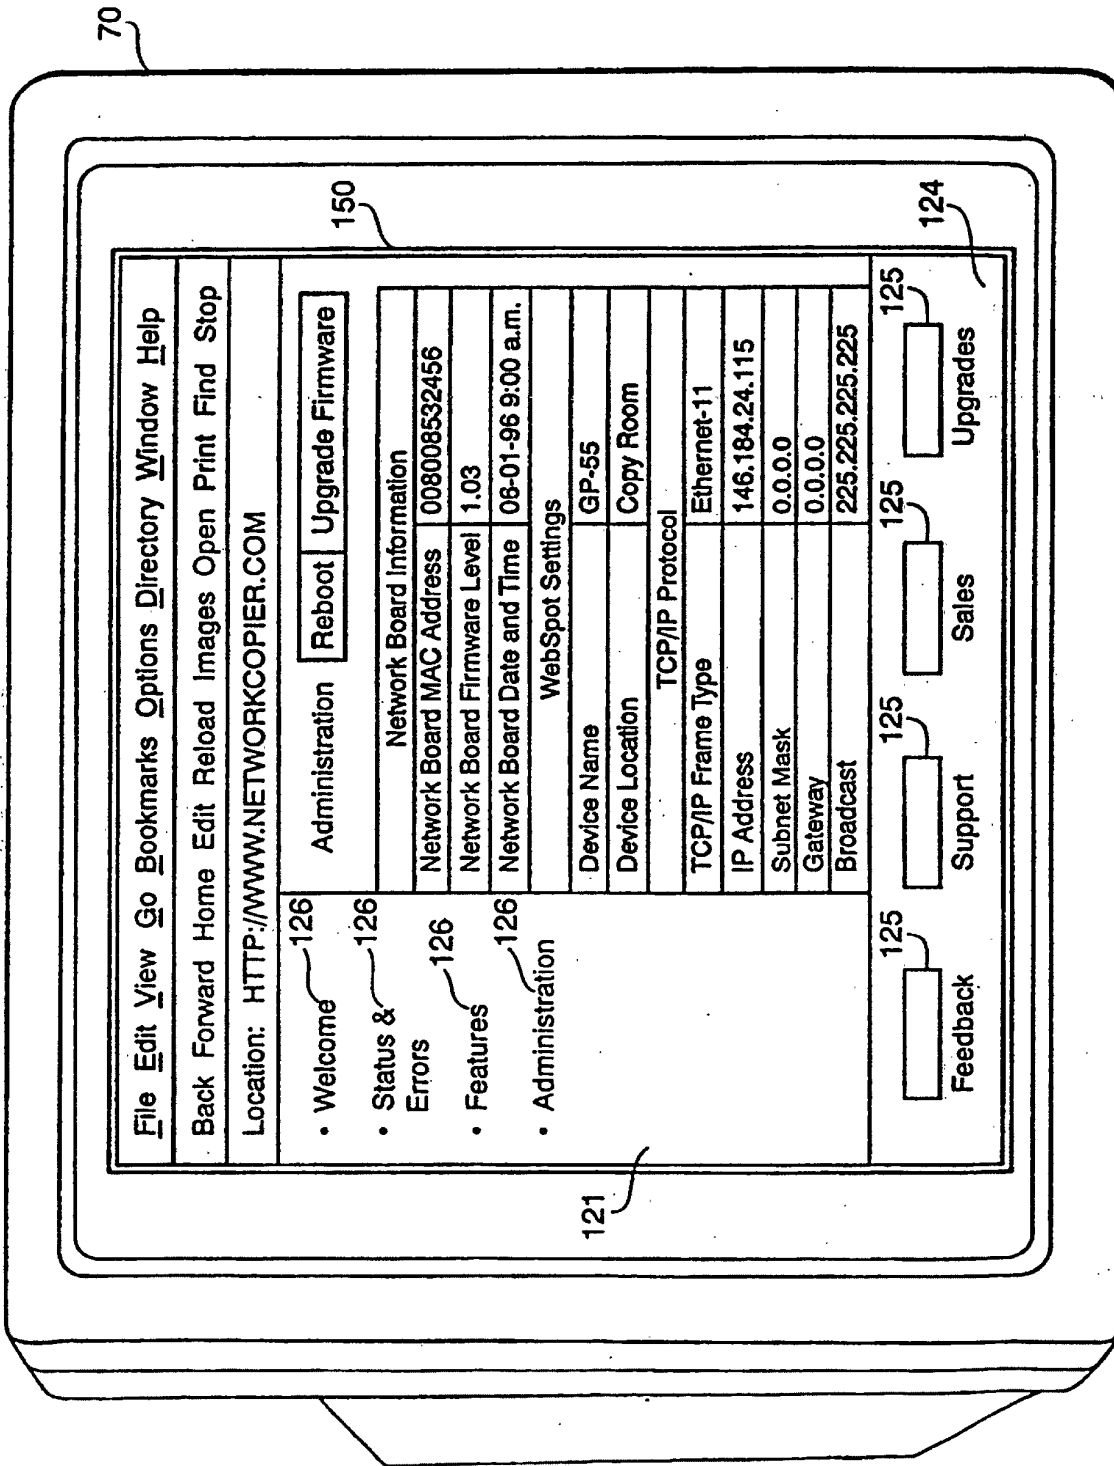 70
150
File Edit View Go Bookmarks Options Directory Window Help
Back Forward Home Edit Reload Images Open Print Find Stop
Location: HTTP://WWW.NETWORKCOPIER.COM
126
• Welcome
126
• Status &
Errors
126
• Features
126
• Administration
121
Administration Reboot Upgrade Firmware
Network Board Information
Network Board MAC Address 008008532456
Network Board Firmware Level 1.03
Network Board Date and Time 06-01-96 9:00 a.m.
WebSpot Settings
Device Name GP-55
Device Location Copy Room
TCP/IP Protocol
TCP/IP Frame Type Ethernet-11
IP Address 146.184.24.115
Subnet Mask 0.0.0.0
Gateway 0.0.0.0
Broadcast 225.225.225.225
125 125 125 125
Feedback Support Sales Upgrades
124